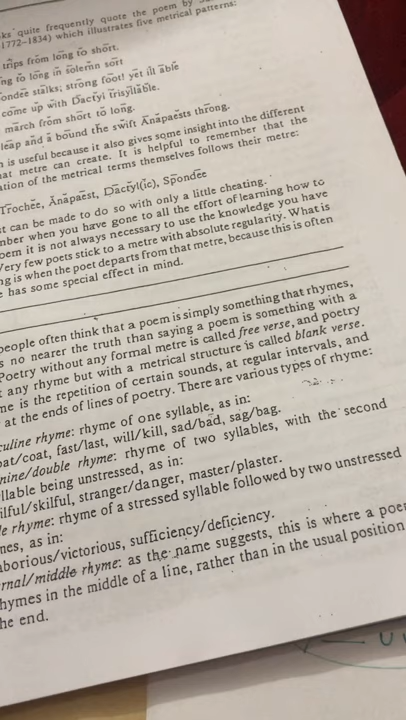 ks quite frequently quote the poem by S
1772–1834) which illustrates five metrical patterns:
trips from lōng to shŏrt.
ng to long in solemn sort
ondee stalks; strong foot! yet ill able
come up with Dactyl trisyllable.
march from short to long.
leap and a bound the swift Anapaests throng.
n is useful because it also gives some insight into the different
hat metre can create. It is helpful to remember that the
ation of the metrical terms themselves follows their metre:
Trochee, Anapaest, Dactyl(ic), Spondee
t can be made to do so with only a little cheating.
mber when you have gone to all the effort of learning how to
oem it is not always necessary to use the knowledge you have
Very few poets stick to a metre with absolute regularity. What is
ng is when the poet departs from that metre, because this is often
e has some special effect in mind.
people often think that a poem is simply something that rhymes,
s no nearer the truth than saying a poem is something with a
Poetry without any formal metre is called free verse, and poetry
t any rhyme but with a metrical structure is called blank verse.
me is the repetition of certain sounds, at regular intervals, and
at the ends of lines of poetry. There are various types of rhyme:
culine rhyme: rhyme of one syllable, as in:
oat/coat, fast/last, will/kill, sad/bad, sag/bag.
nine/double rhyme: rhyme of two syllables, with the second
llable being unstressed, as in:
ilful/skilful, stranger/danger, master/plaster.
le rhyme: rhyme of a stressed syllable followed by two unstressed
nes, as in:
aborious/victorious, sufficiency/deficiency.
rnal/middle rhyme: as the name suggests, this is where a poem
hymes in the middle of a line, rather than in the usual position
he end.